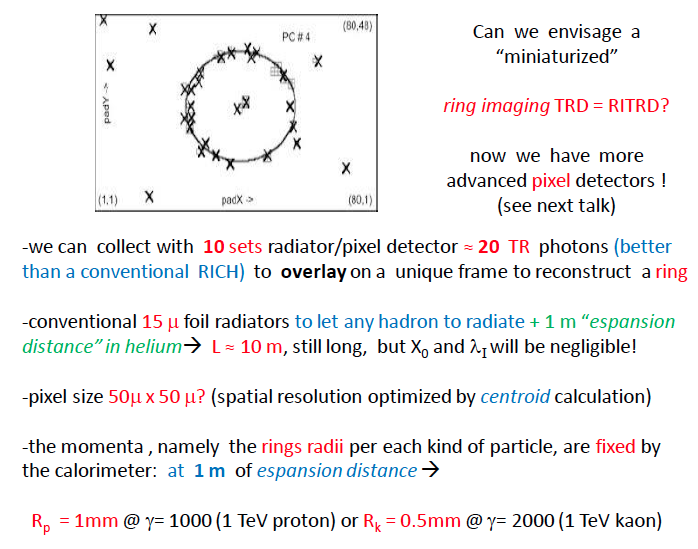 (80,48)
PC # 4
padY ->
(1,1)
padX ->
(80,1)
Can we envisage a
“miniaturized”
ring imaging TRD = RITRD?
now we have more
advanced pixel detectors !
(see next talk)
-we can collect with 10 sets radiator/pixel detector ≈ 20 TR photons (better
than a conventional RICH) to overlay on a unique frame to reconstruct a ring
-conventional 15 μ foil radiators to let any hadron to radiate + 1 m “espansion
distance” in helium→ L ≈ 10 m, still long, but X₀ and λ_I will be negligible!
-pixel size 50μ x 50 μ? (spatial resolution optimized by centroid calculation)
-the momenta , namely the rings radii per each kind of particle, are fixed by
the calorimeter: at 1 m of espansion distance →
Rₚ = 1mm @ γ= 1000 (1 TeV proton) or Rₖ = 0.5mm @ γ= 2000 (1 TeV kaon)